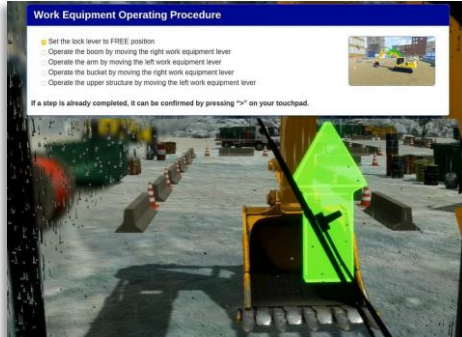 Work Equipment Operating Procedure
Set the lock lever to FREE position
Operate the boom by moving the right work equipment lever
Operate the arm by moving the left work equipment lever
Operate the bucket by moving the right work equipment lever
Operate the upper structure by moving the left work equipment lever
If a step is already completed, it can be confirmed by pressing ">" on your touchpad.